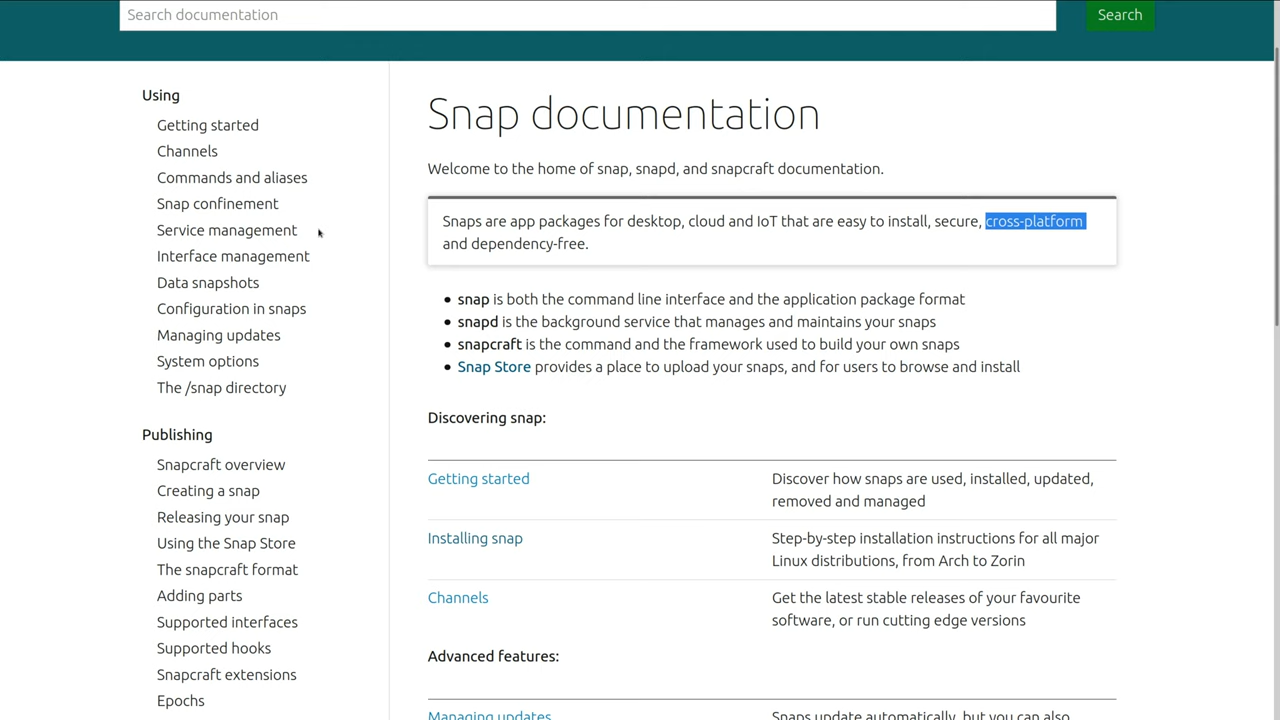 Search documentation
Search
Using
Getting started
Channels
Commands and aliases
Snap confinement
Service management
Interface management
Data snapshots
Configuration in snaps
Managing updates
System options
The /snap directory
Publishing
Snapcraft overview
Creating a snap
Releasing your snap
Using the Snap Store
The snapcraft format
Adding parts
Supported interfaces
Supported hooks
Snapcraft extensions
Epochs
Snap documentation
Welcome to the home of snap, snapd, and snapcraft documentation.
Snaps are app packages for desktop, cloud and IoT that are easy to install, secure, cross-platform
and dependency-free.
• snap is both the command line interface and the application package format
• snapd is the background service that manages and maintains your snaps
• snapcraft is the command and the framework used to build your own snaps
• Snap Store provides a place to upload your snaps, and for users to browse and install
Discovering snap:
Getting started
Discover how snaps are used, installed, updated,
removed and managed
Installing snap
Step-by-step installation instructions for all major
Linux distributions, from Arch to Zorin
Channels
Get the latest stable releases of your favourite
software, or run cutting edge versions
Advanced features:
Managing updates
Snaps update automatically, but you can also